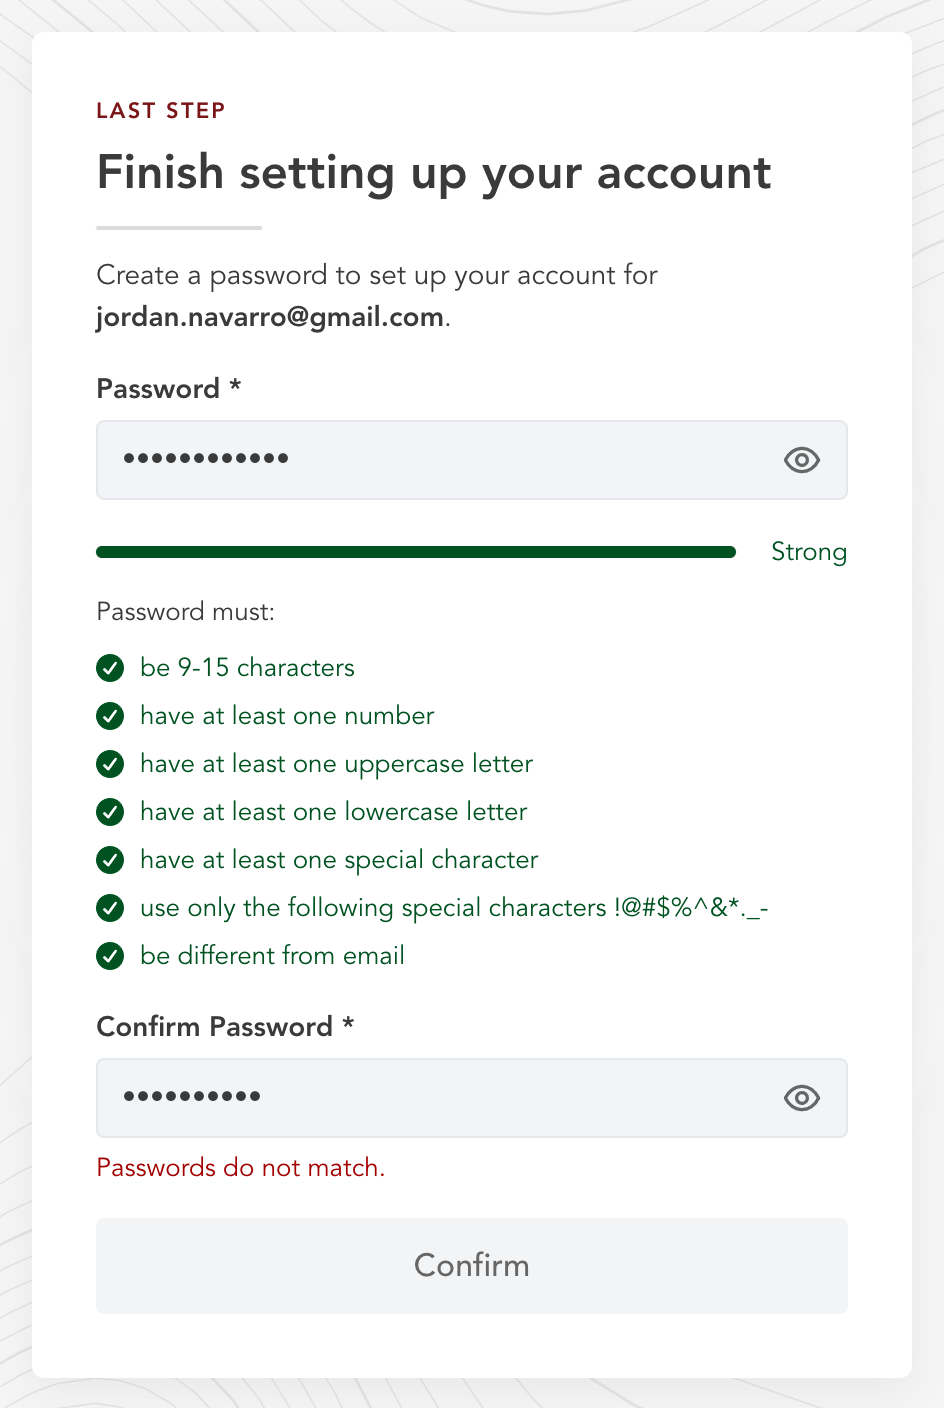 LAST STEP
Finish setting up your account
Create a password to set up your account for
jordan.navarro@gmail.com.
Password *
••••••••••••
Strong
Password must:
be 9-15 characters
have at least one number
have at least one uppercase letter
have at least one lowercase letter
have at least one special character
use only the following special characters !@#$%^&*._-
be different from email
Confirm Password *
••••••••••
Passwords do not match.
Confirm